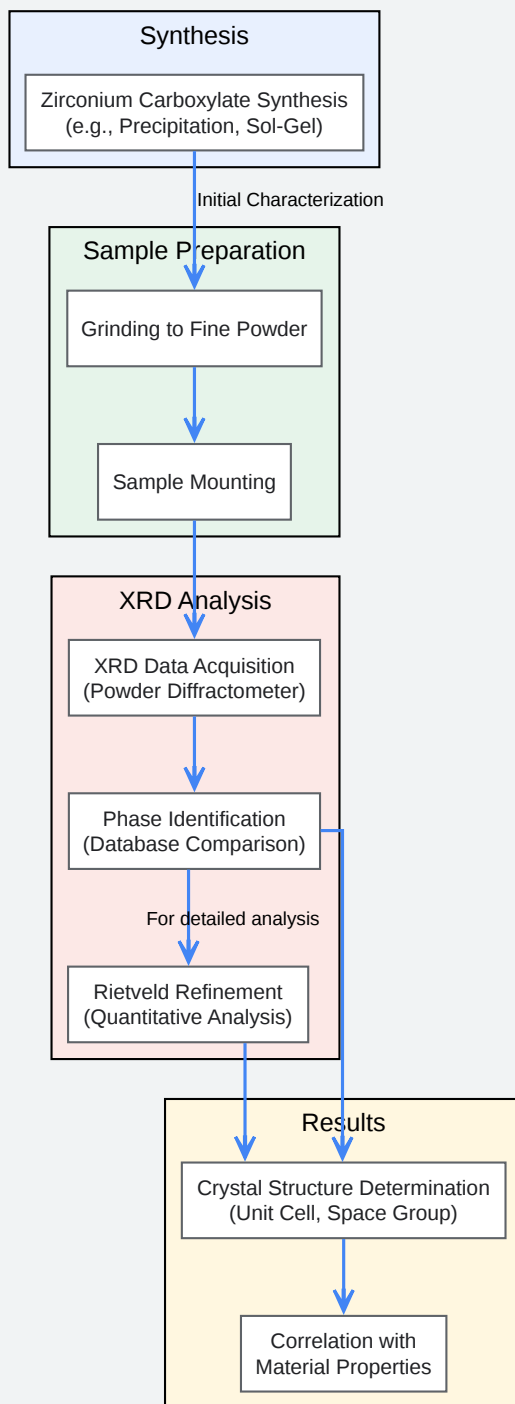 Synthesis
Zirconium Carboxylate Synthesis
(e.g., Precipitation, Sol-Gel)
Initial Characterization
Sample Preparation
Grinding to Fine Powder
Sample Mounting
XRD Analysis
XRD Data Acquisition
(Powder Diffractometer)
Phase Identification
(Database Comparison)
For detailed analysis
Rietveld Refinement
(Quantitative Analysis)
Results
Crystal Structure Determination
(Unit Cell, Space Group)
Correlation with
Material Properties